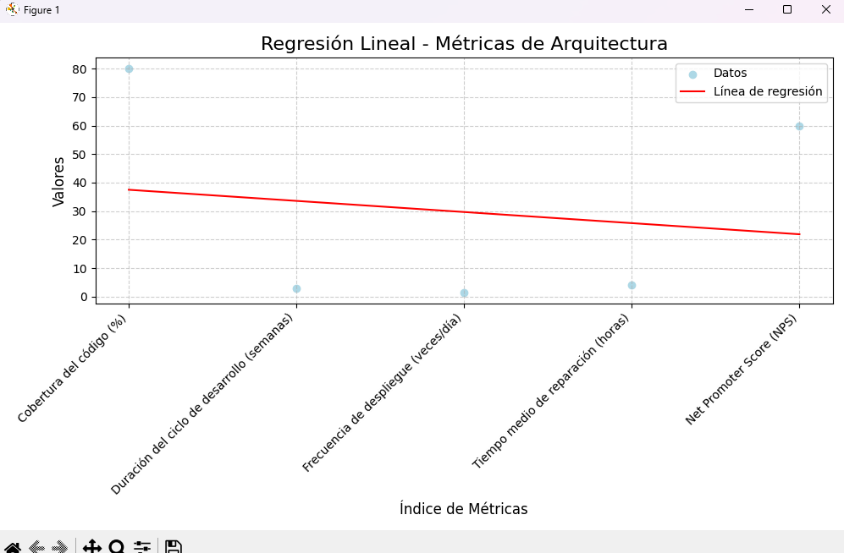 Figure 1
Regresión Lineal - Métricas de Arquitectura
Datos
Línea de regresión
Valores
80
70
60
50
40
30
20
10
0
Cobertura del código (%)
Duración del ciclo de desarrollo (semanas)
Frecuencia de despliegue (veces/día)
Tiempo medio de reparación (horas)
Net Promoter Score (NPS)
Índice de Métricas